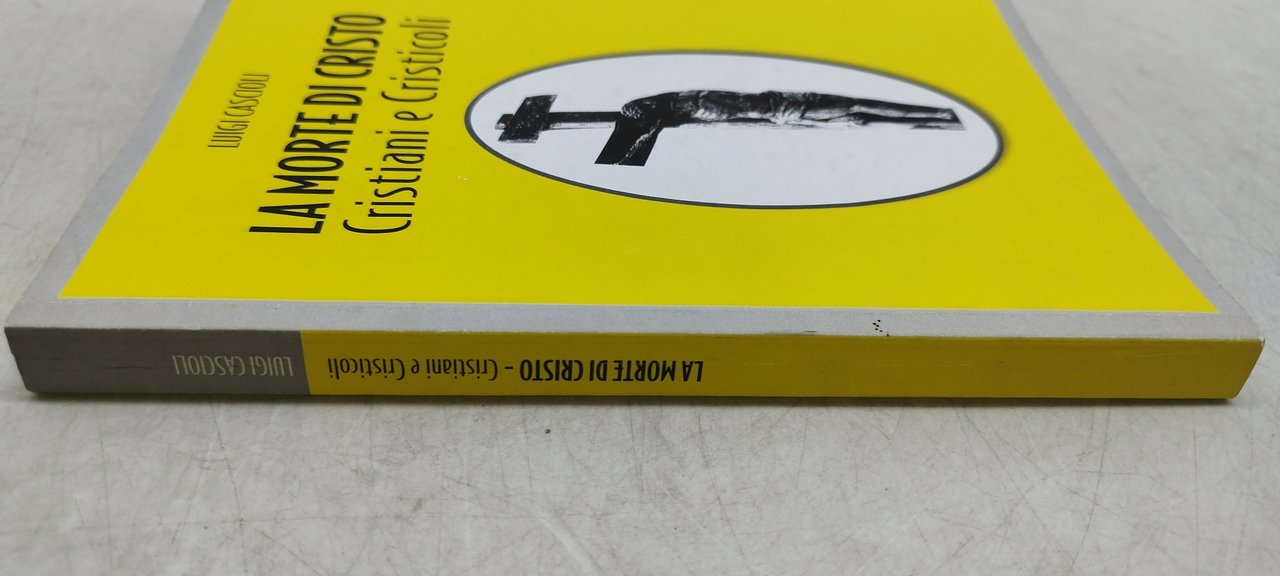 LUIGI CASCIOLI
LA MORTE DI CRISTO
Cristiani e Cristicoli
LA MORTE DI CRISTO - Cristiani e Cristicoli
LUIGI CASCIOLI